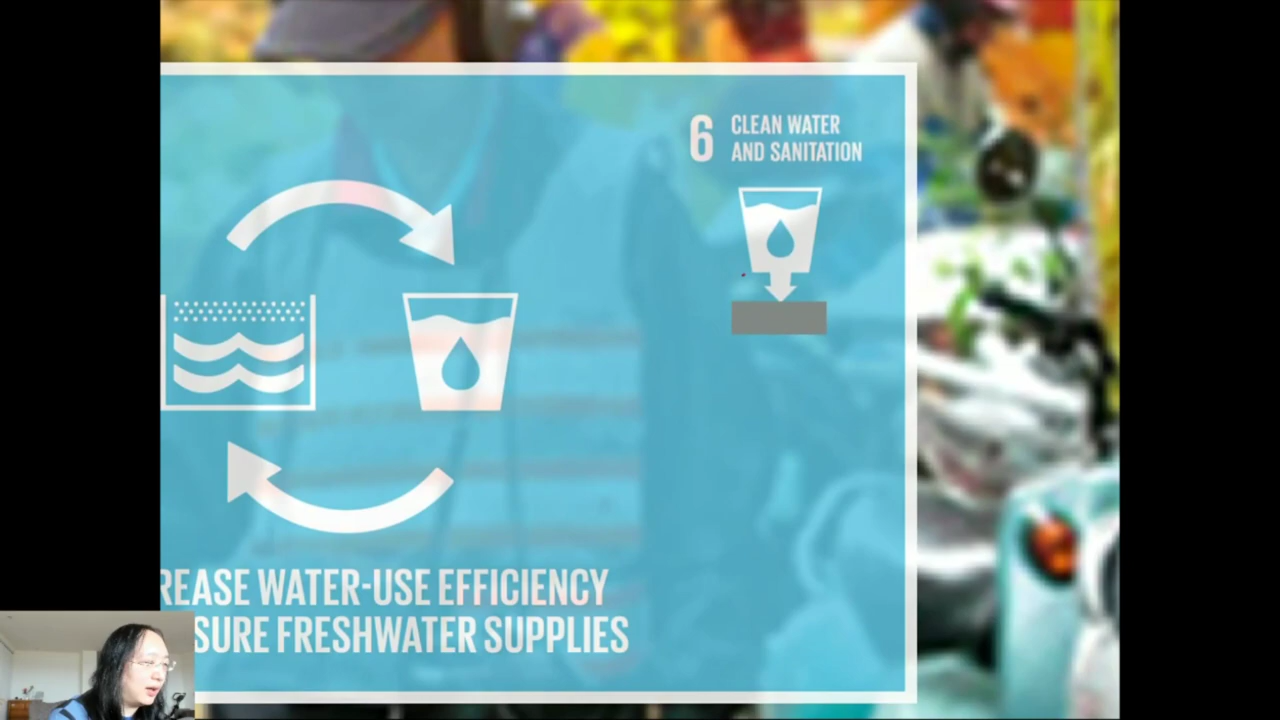 6 CLEAN WATER
AND SANITATION
REASE WATER-USE EFFICIENCY
SURE FRESHWATER SUPPLIES